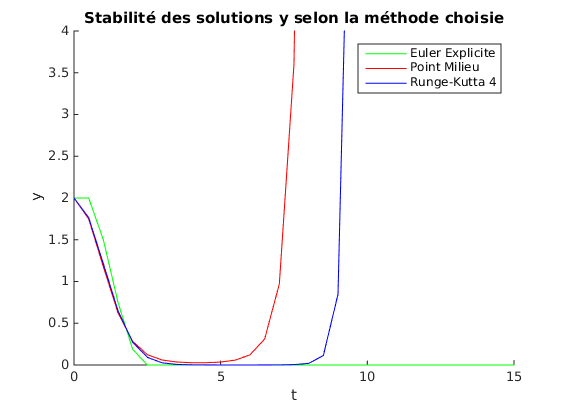 Stabilité des solutions y selon la méthode choisie
Euler Explicite
Point Milieu
Runge-Kutta 4
4
3.5
3
2.5
2
1.5
1
0.5
0
y
0
5
10
15
t